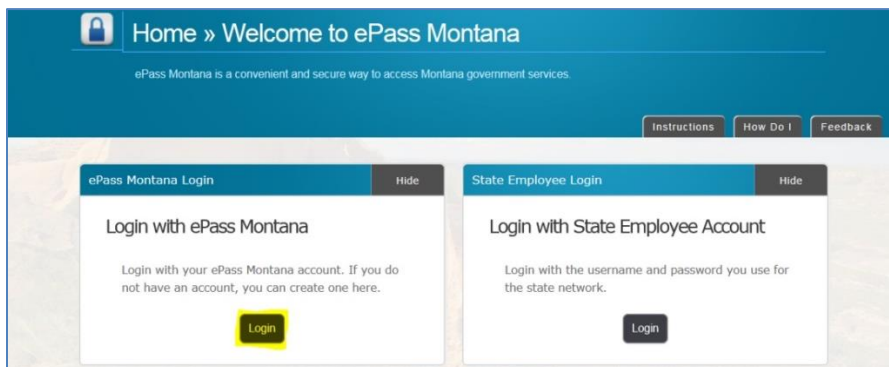 Home » Welcome to ePass Montana
ePass Montana is a convenient and secure way to access Montana government services.
Instructions
How Do I
Feedback
ePass Montana Login
Hide
Login with ePass Montana
Login with your ePass Montana account. If you do
not have an account, you can create one here.
Login
State Employee Login
Hide
Login with State Employee Account
Login with the username and password you use for
the state network.
Login